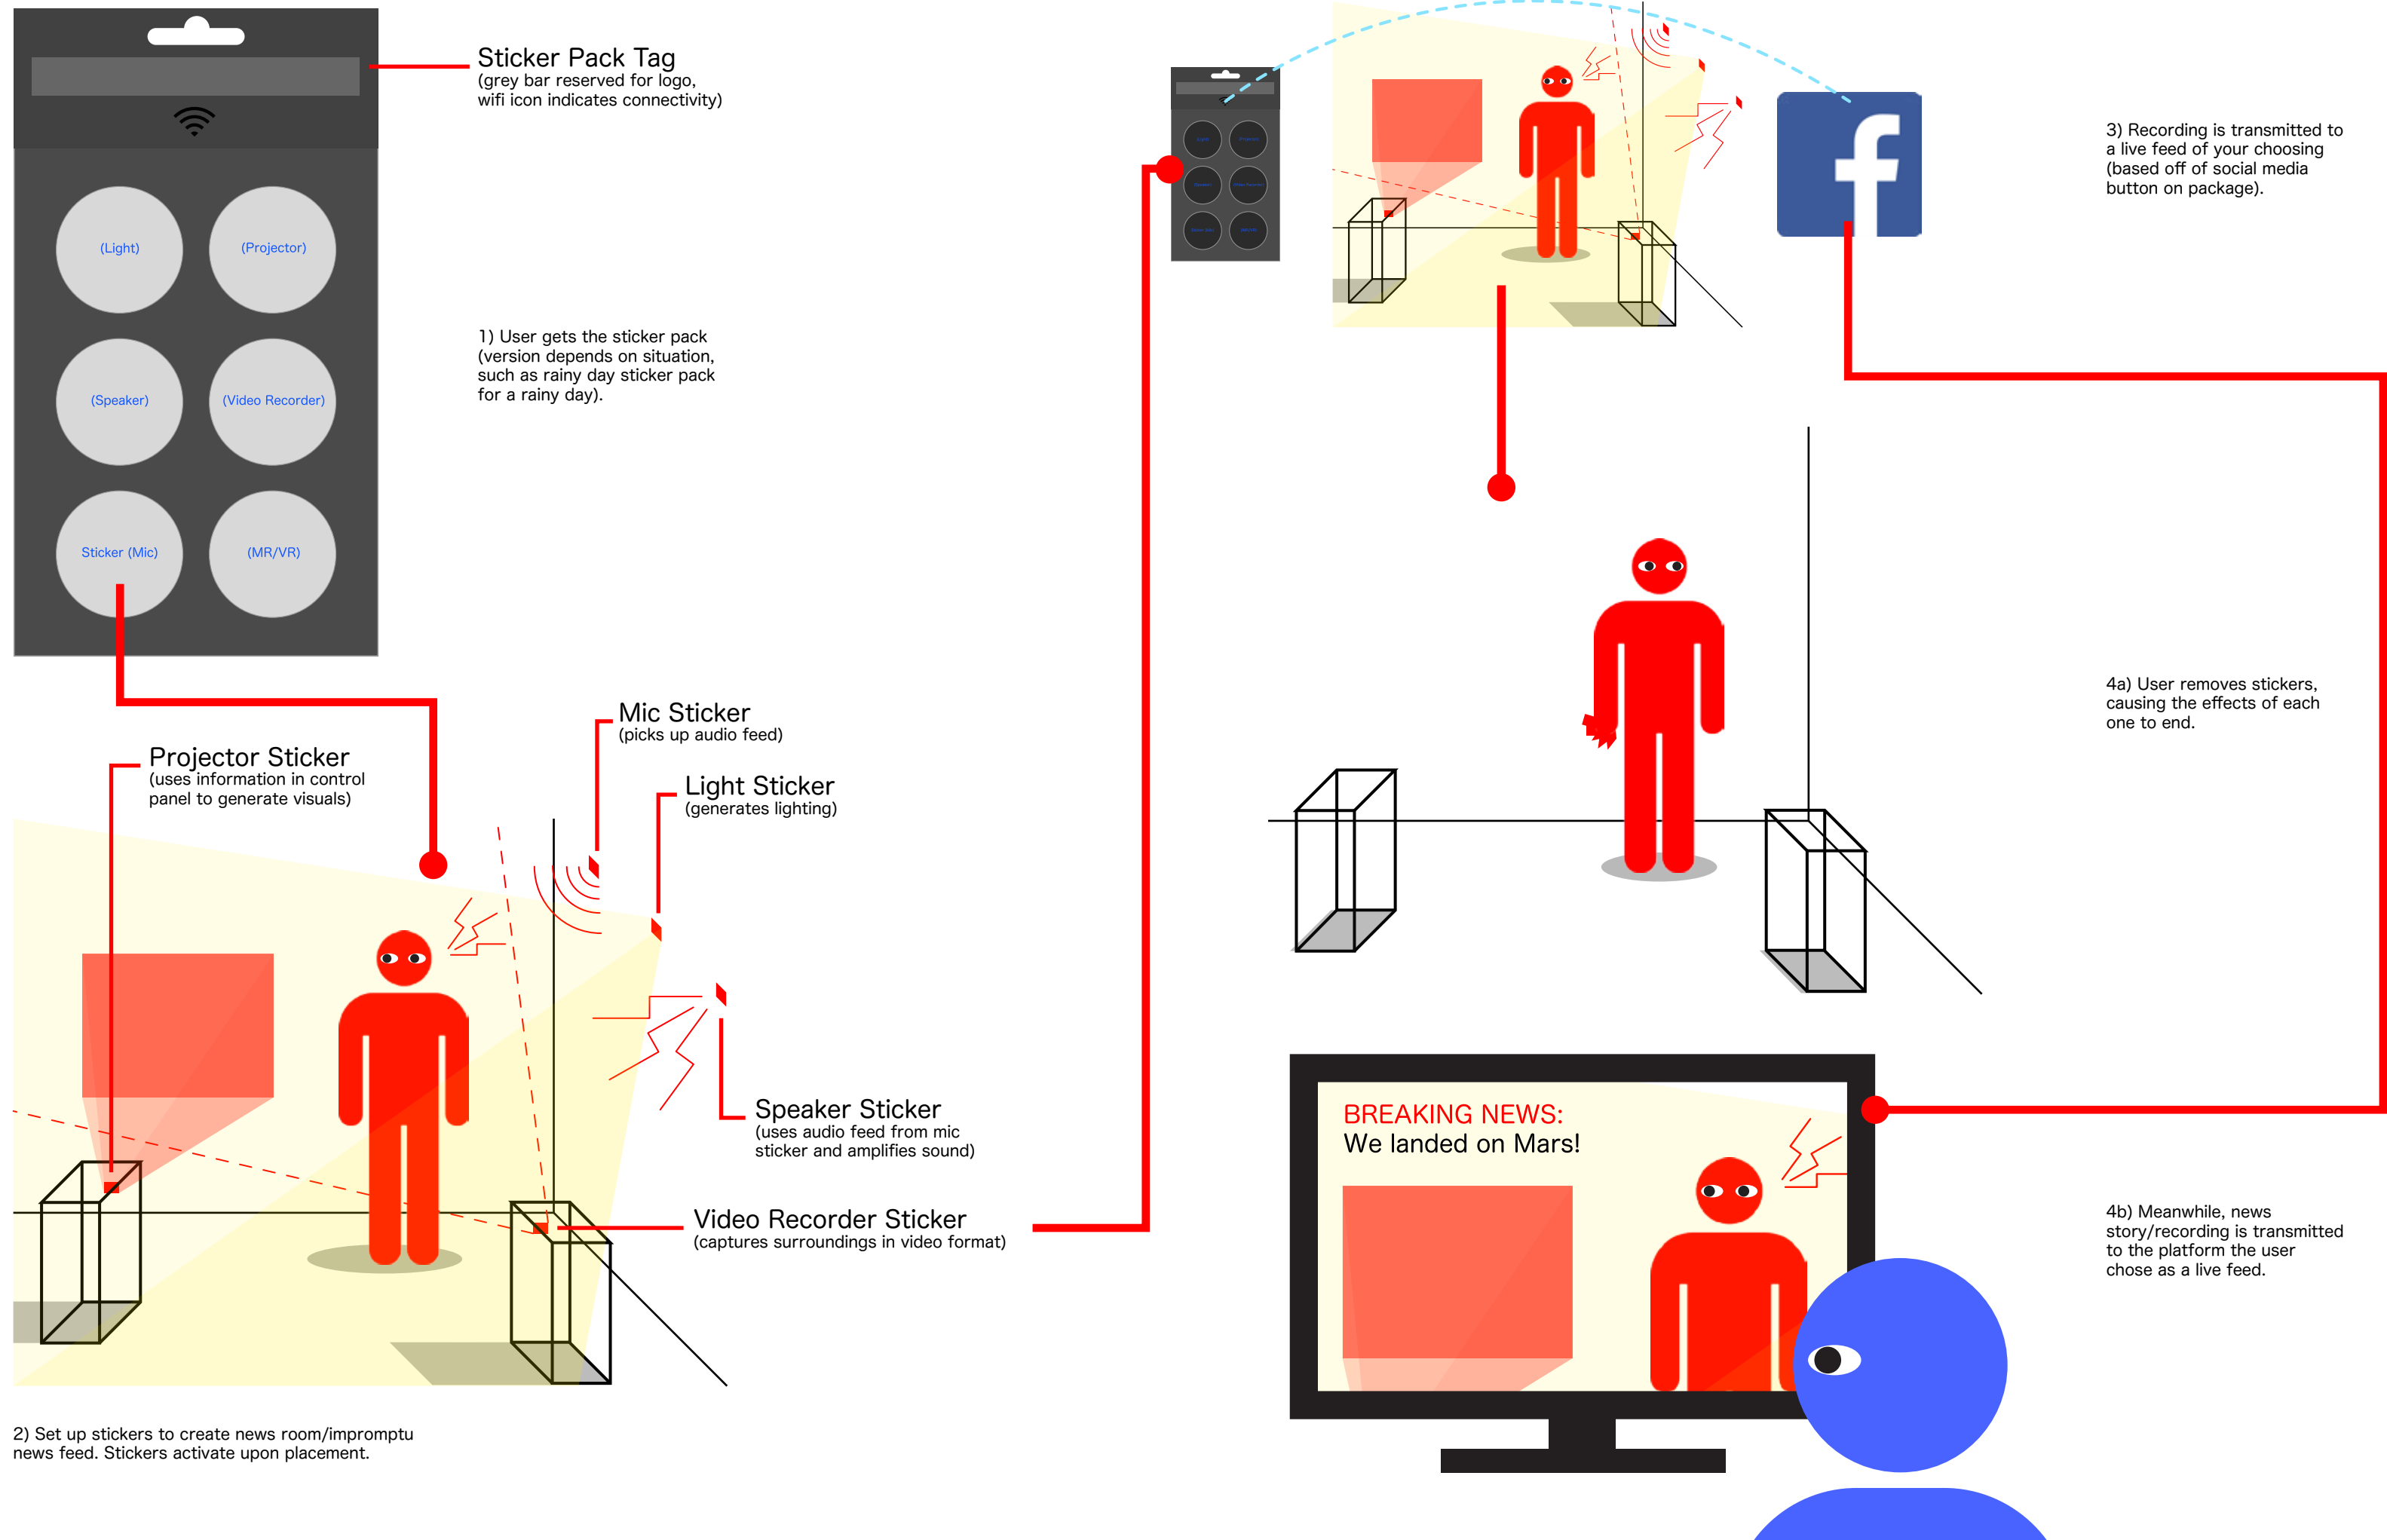 Sticker Pack Tag
(grey bar reserved for logo,
wifi icon indicates connectivity)
(Light)
(Projector)
(Speaker)
(Video Recorder)
Sticker (Mic)
(MR/VR)
1) User gets the sticker pack
(version depends on situation,
such as rainy day sticker pack
for a rainy day).
Mic Sticker
(picks up audio feed)
Projector Sticker
(uses information in control
panel to generate visuals)
Light Sticker
(generates lighting)
Speaker Sticker
(uses audio feed from mic
sticker and amplifies sound)
Video Recorder Sticker
(captures surroundings in video format)
2) Set up stickers to create news room/impromptu
news feed. Stickers activate upon placement.
f
3) Recording is transmitted to
a live feed of your choosing
(based off of social media
button on package).
4a) User removes stickers,
causing the effects of each
one to end.
BREAKING NEWS:
We landed on Mars!
4b) Meanwhile, news
story/recording is transmitted
to the platform the user
chose as a live feed.